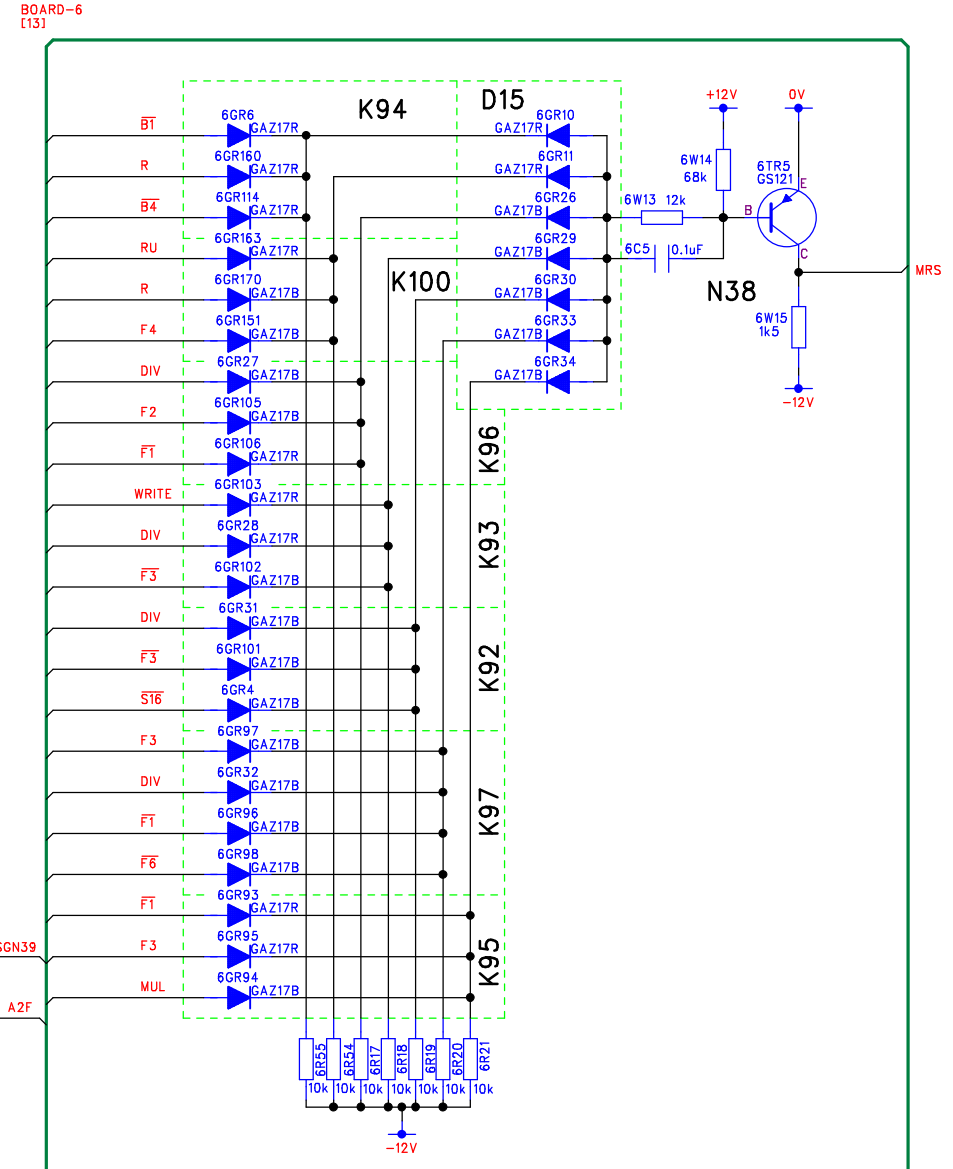 BOARD-6
[13]
K94
D15
+12V
0V
6GR6
GAZ17R
B1
GAZ17R
6GR10
6GR160
GAZ17R
R
GAZ17R
6GR11
6W14
68k
6TR5
GS121
E
6GR114
GAZ17R
B4
GAZ17B
6GR26
6W13 12k
B
6GR163
GAZ17B
RU
GAZ17B
6GR29
6C5
0.1uF
C
MRS
K100
N38
6GR170
GAZ17B
R
GAZ17B
6GR30
6W15
1k5
6GR151
GAZ17B
F4
GAZ17B
6GR33
6GR27
GAZ17B
DIV
GAZ17B
6GR34
-12V
6GR105
GAZ17B
F2
K96
6GR106
GAZ17R
F1
6GR103
GAZ17R
WRITE
K93
6GR28
GAZ17B
DIV
6GR102
GAZ17B
F3
6GR31
GAZ17B
DIV
K92
6GR101
GAZ17B
F3
6GR4
GAZ17B
S16
6GR97
GAZ17B
F3
6GR32
GAZ17B
DIV
K97
6GR96
GAZ17B
F1
6GR98
GAZ17B
F6
6GR93
GAZ17R
F1
SGN39
6GR95
GAZ17R
F3
K95
6GR94
GAZ17B
MUL
A2F
6R55
6R54
6R17
6R18
6R19
6R20
6R21
10k
10k
10k
10k
10k
10k
10k
-12V